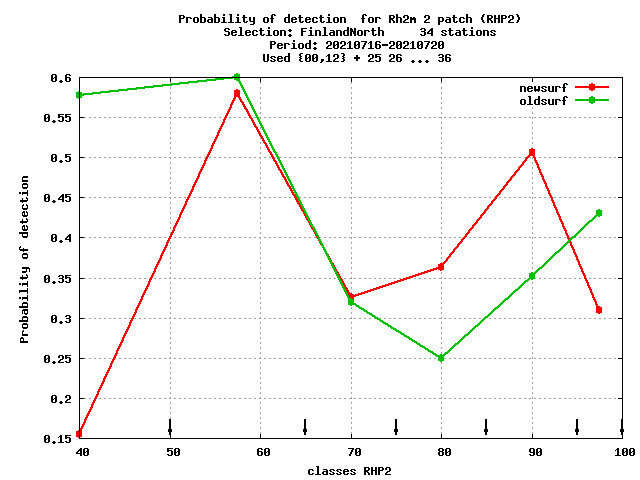 Probability of detection  for Rh2m 2 patch (RHP2)
Selection: FinlandNorth     34 stations
Period: 20210716-20210720
Used {00,12} + 25 26 ... 36
newsurf
oldsurf
0.6
0.55
0.5
0.45
0.4
0.35
0.3
0.25
0.2
0.15
Probability of detection
40 50 60 70 80 90 100
classes RHP2